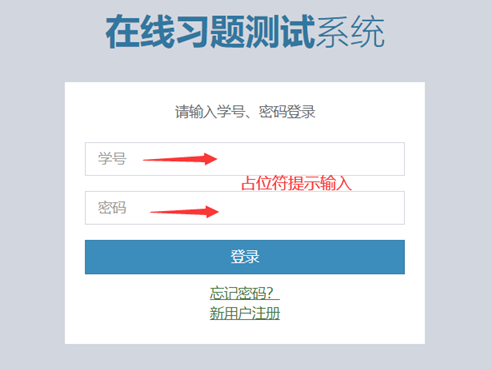 在线习题测试系统
请输入学号、密码登录
学号
占位符提示输入
密码
登录
忘记密码？
新用户注册